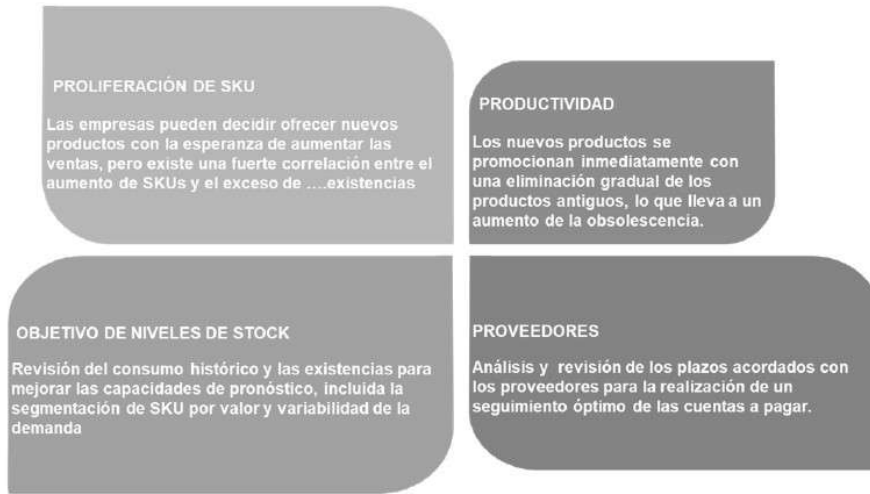 PROLIFERACIÓN DE SKU
Las empresas pueden decidir ofrecer nuevos
productos con la esperanza de aumentar las
ventas, pero existe una fuerte correlación entre el
aumento de SKUs y el exceso de ....existencias
PRODUCTIVIDAD
Los nuevos productos se
promocionan inmediatamente con
una eliminación gradual de los
productos antiguos, lo que lleva a un
aumento de la obsolescencia.
OBJETIVO DE NIVELES DE STOCK
Revisión del consumo histórico y las existencias para
mejorar las capacidades de pronóstico, incluida la
segmentación de SKU por valor y variabilidad de la
demanda
PROVEEDORES
Análisis y revisión de los plazos acordados con
los proveedores para la realización de un
seguimiento óptimo de las cuentas a pagar.